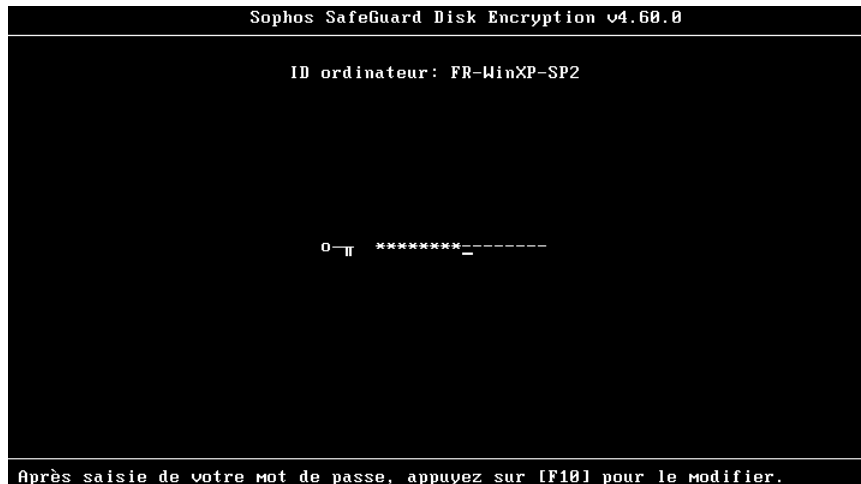 Sophos SafeGuard Disk Encryption v4.60.0
ID ordinateur: FR-WinXP-SP2
********--------
Après saisie de votre mot de passe, appuyez sur [F10] pour le modifier.